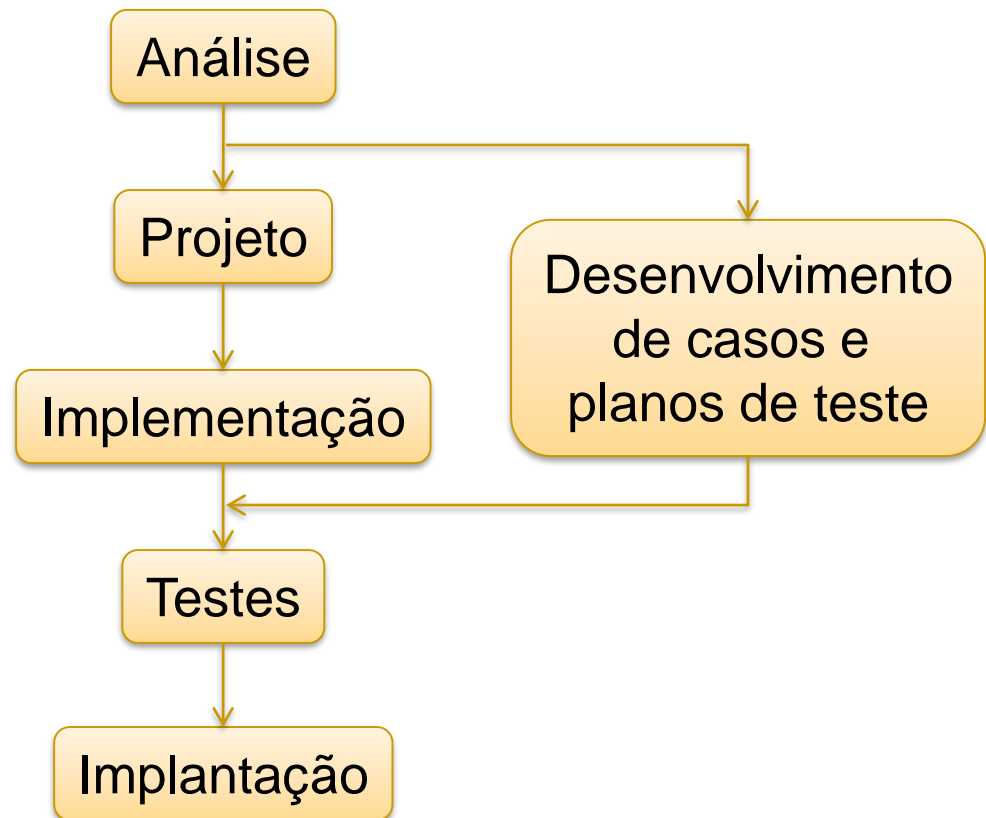 Análise
Projeto
Desenvolvimento
de casos e
planos de teste
Implementação
Testes
Implantação